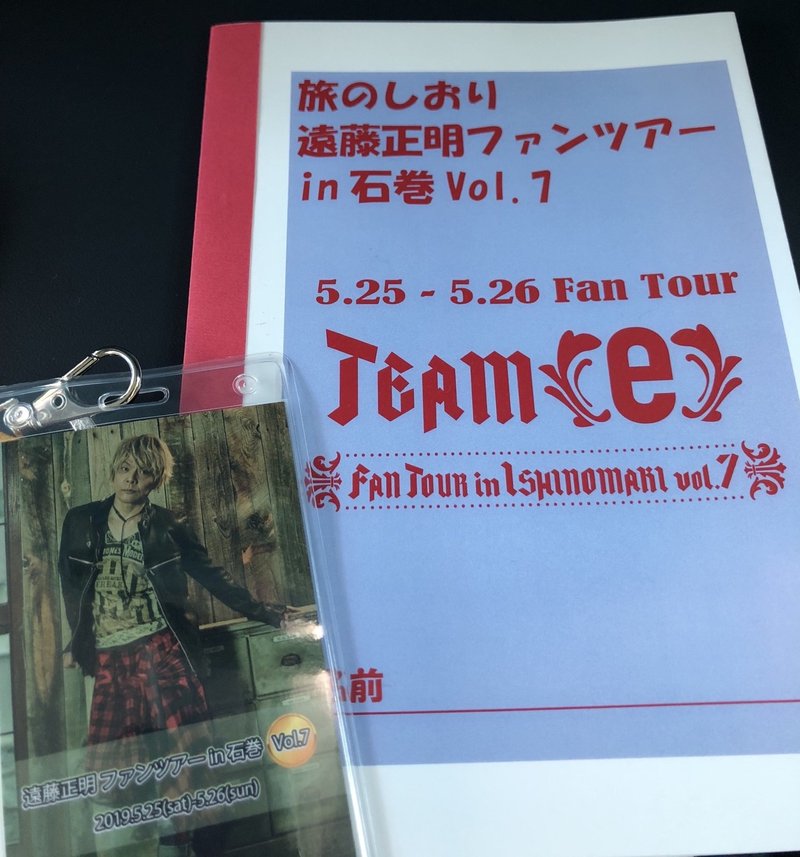 旅のしおり
遠藤正明ファンツアー
in 石巻 Vol.7
5.25 - 5.26 Fan Tour
TEAM e
FAN TOUR in ISHINOMAKI vol.7
前
遠藤正明 ファンツアー in 石巻 Vol.7
2019.5.25(sat)-5.26(sun)